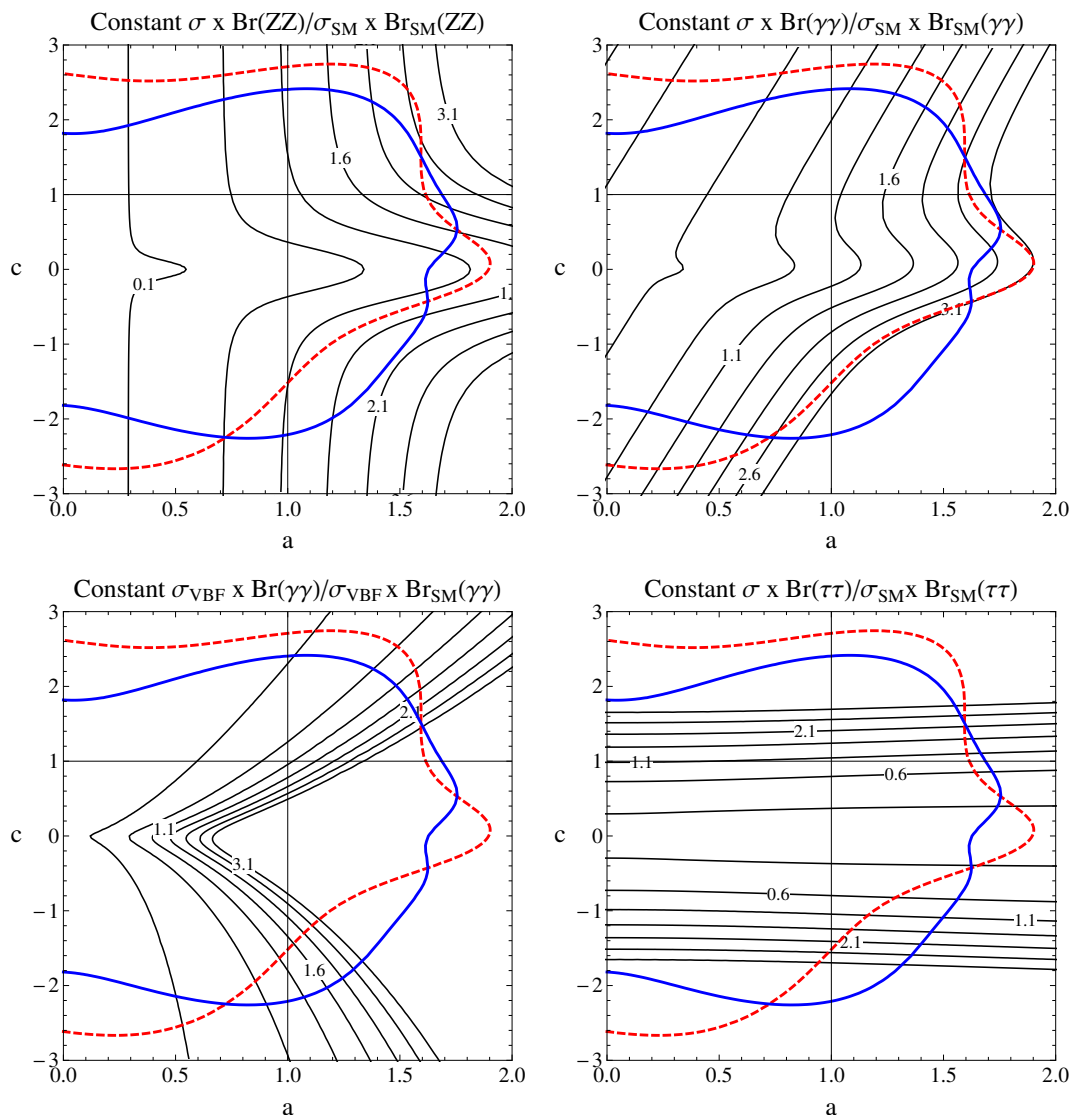 Constant σ x Br(ZZ)/σSM x BrSM(ZZ)
3
2
1
c 0
−1
−2
−3
3.1
1.6
0.1
2.1
0.0 0.5 1.0 1.5 2.0
a
Constant σ x Br(γγ)/σSM x BrSM(γγ)
3
2
1
c 0
−1
−2
−3
1.6
3.1
1.1
2.6
0.0 0.5 1.0 1.5 2.0
a
Constant σVBF x Br(γγ)/σVBF x BrSM(γγ)
3
2
1
c 0
−1
−2
−3
2.1
1.1
3.1
1.6
0.0 0.5 1.0 1.5 2.0
a
Constant σ x Br(ττ)/σSMx BrSM(ττ)
3
2
1
c 0
−1
−2
−3
2.1
1.1
0.6
0.6
1.1
2.1
0.0 0.5 1.0 1.5 2.0
a